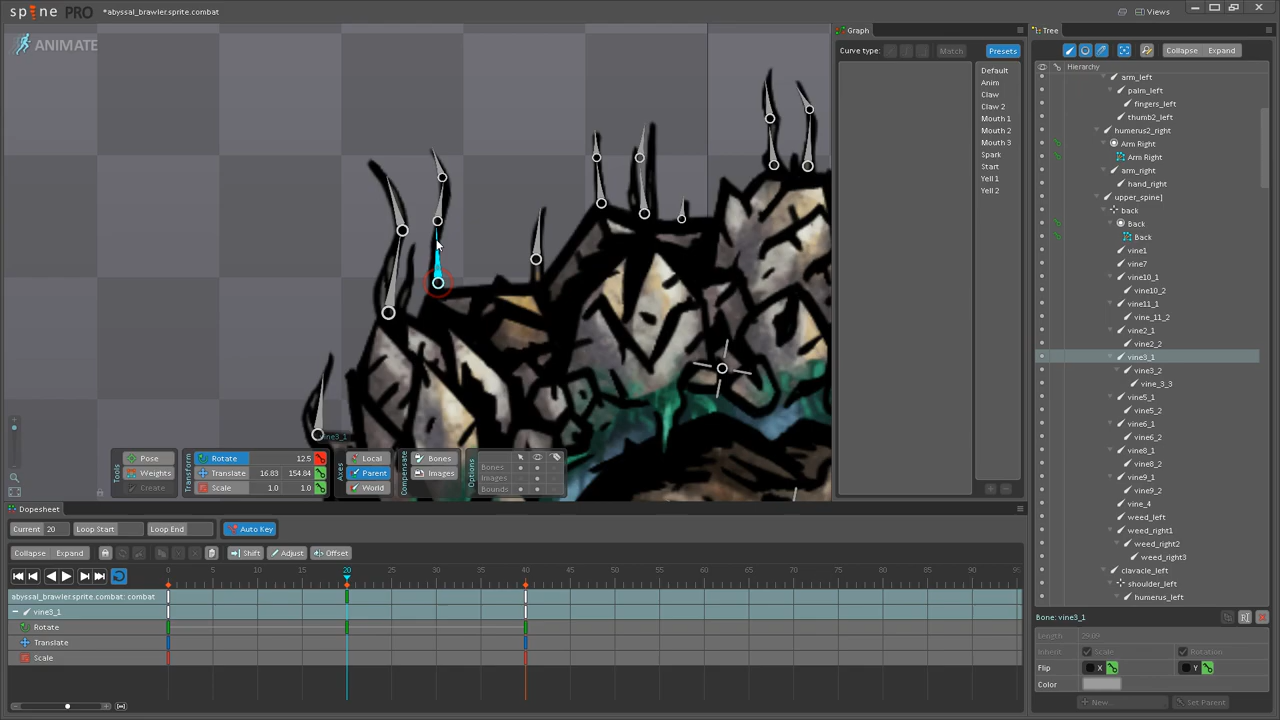 spine PRO
*abyssal_brawler.sprite.combat
Views
ANIMATE
Graph
Curve type:
Match
Presets
Default
Anim
Claw
Claw 2
Mouth 1
Mouth 2
Mouth 3
Spark
Start
Yell 1
Yell 2
Tree
Collapse
Expand
Hierarchy
arm_left
palm_left
fingers_left
thumb2_left
humerus2_right
Arm Right
Arm Right
arm_right
hand_right
upper_spine]
back
Back
Back
vine1
vine7
vine10_1
vine10_2
vine11_1
vine_11_2
vine2_1
vine2_2
vine3_1
vine3_2
vine_3_3
vine5_1
vine5_2
vine6_1
vine6_2
vine8_1
vine8_2
vine9_1
vine9_2
vine_4
weed_left
weed_right1
weed_right2
weed_right3
clavacle_left
shoulder_left
humerus_left
Bone: vine3_1
Length 29.09
Inherit Scale Rotation
Flip X Y
Color
New...
Set Parent
vine3_1
Tools
Pose
Weights
Create
Transform
Rotate 12.5
Translate 16.83 154.84
Scale 1.0 1.0
Axes
Local
Parent
World
Compensate
Bones
Images
Options
Bones
Images
Bounds
Dopesheet
Current 20 Loop Start Loop End Auto Key
Collapse Expand Shift Adjust Offset
0 5 10 15 20 25 30 35 40 45 50 55 60 65 70 75 80 85 90 95
abyssal_brawler.sprite.combat: combat
vine3_1
Rotate
Translate
Scale